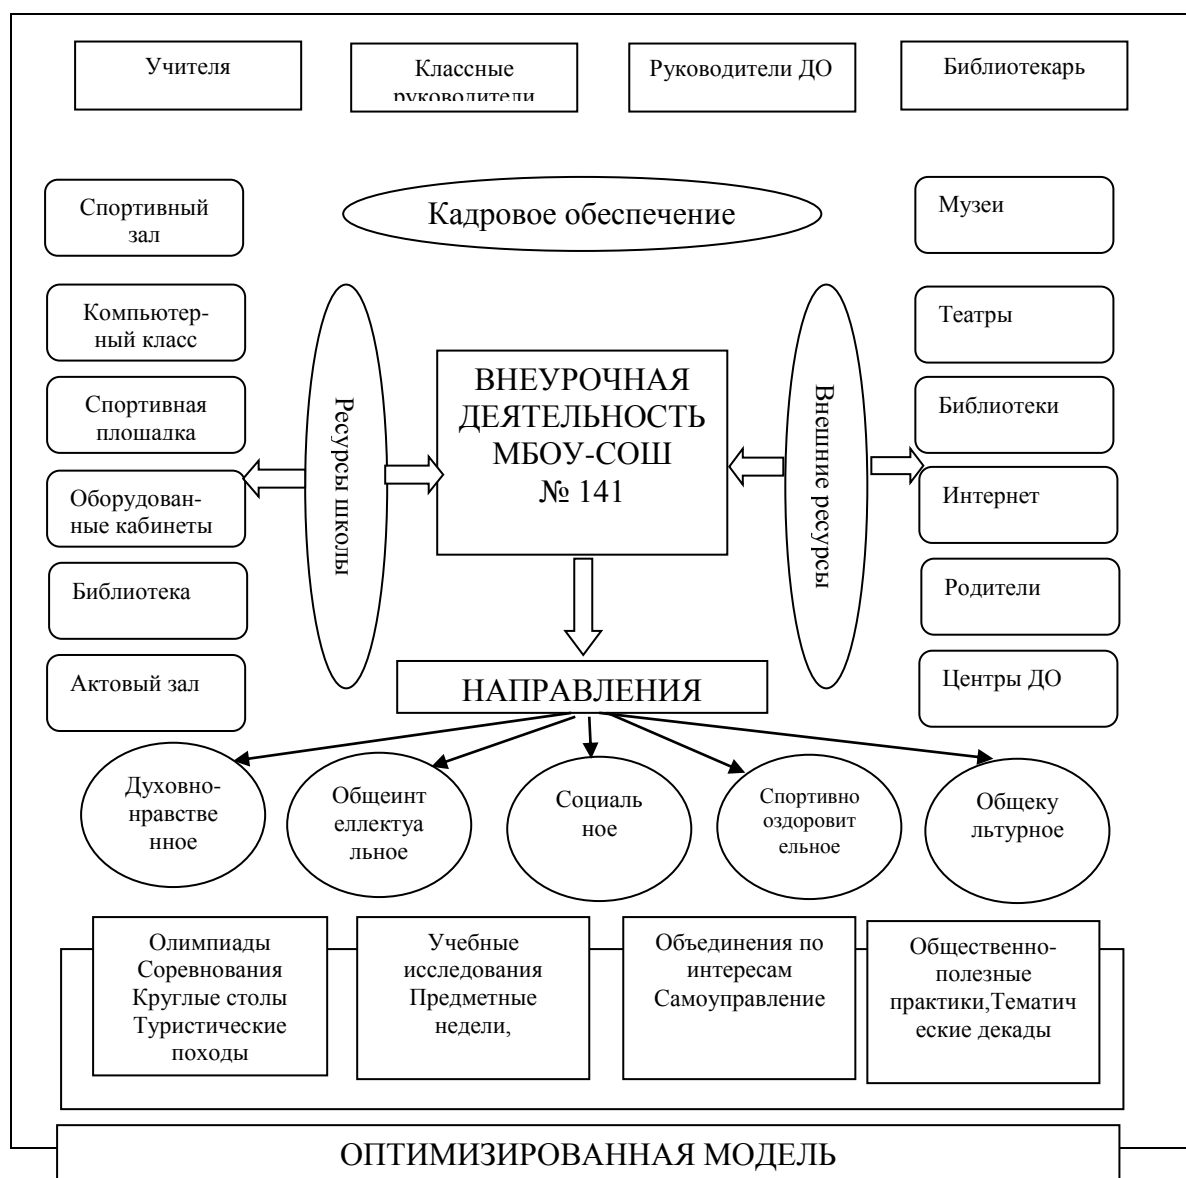 Учителя
Классные
руководители
Руководители ДО
Библиотекарь
Спортивный
зал
Кадровое обеспечение
Музеи
Компьютер-
ный класс
Театры
Спортивная
площадка
Ресурсы школы
ВНЕУРОЧНАЯ
ДЕЯТЕЛЬНОСТЬ
МБОУ-СОШ
№ 141
Внешние ресурсы
Библиотеки
Оборудован-
ные кабинеты
Интернет
Библиотека
Родители
Актовый зал
НАПРАВЛЕНИЯ
Центры ДО
Духовно-
нравстве
нное
Общеинт
еллектуа
льное
Социаль
ное
Спортивно
оздоровит
ельное
Общеку
льтурное
Олимпиады
Соревнования
Круглые столы
Туристические
походы
Учебные
исследования
Предметные
недели,
Объединения по
интересам
Самоуправление
Общественно-
полезные
практики,Тематич
еские декады
ОПТИМИЗИРОВАННАЯ МОДЕЛЬ